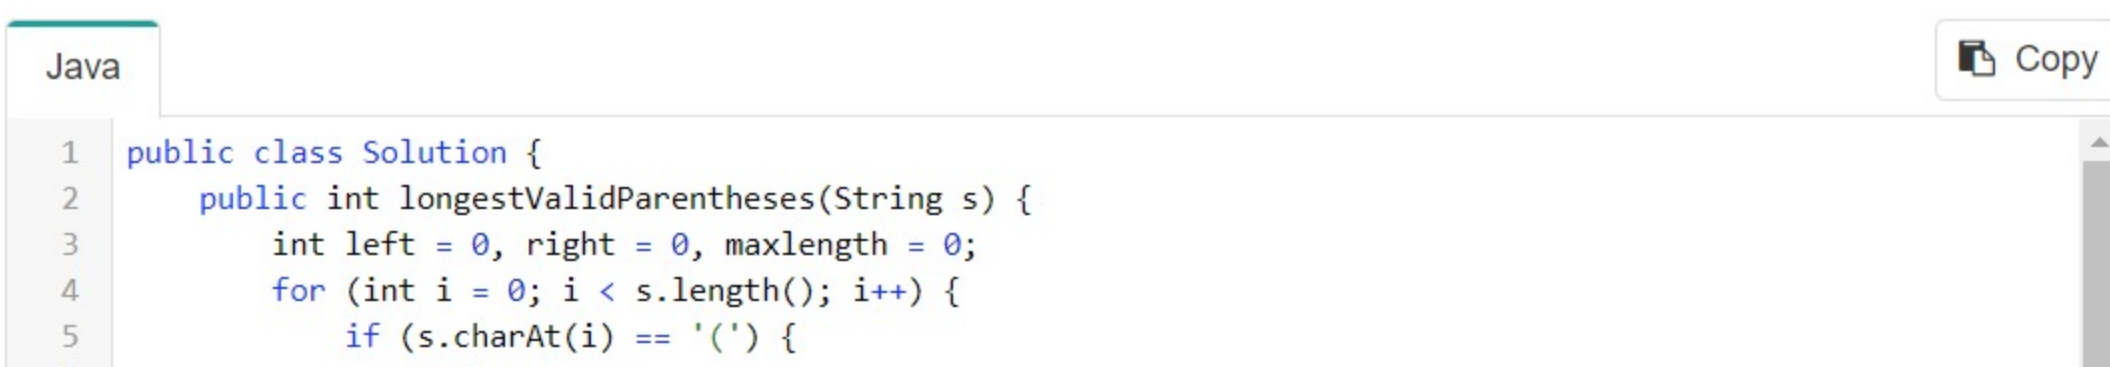 Java
Copy
1 public class Solution {
2     public int longestValidParentheses(String s) {
3         int left = 0, right = 0, maxlength = 0;
4         for (int i = 0; i < s.length(); i++) {
5             if (s.charAt(i) == '(') {